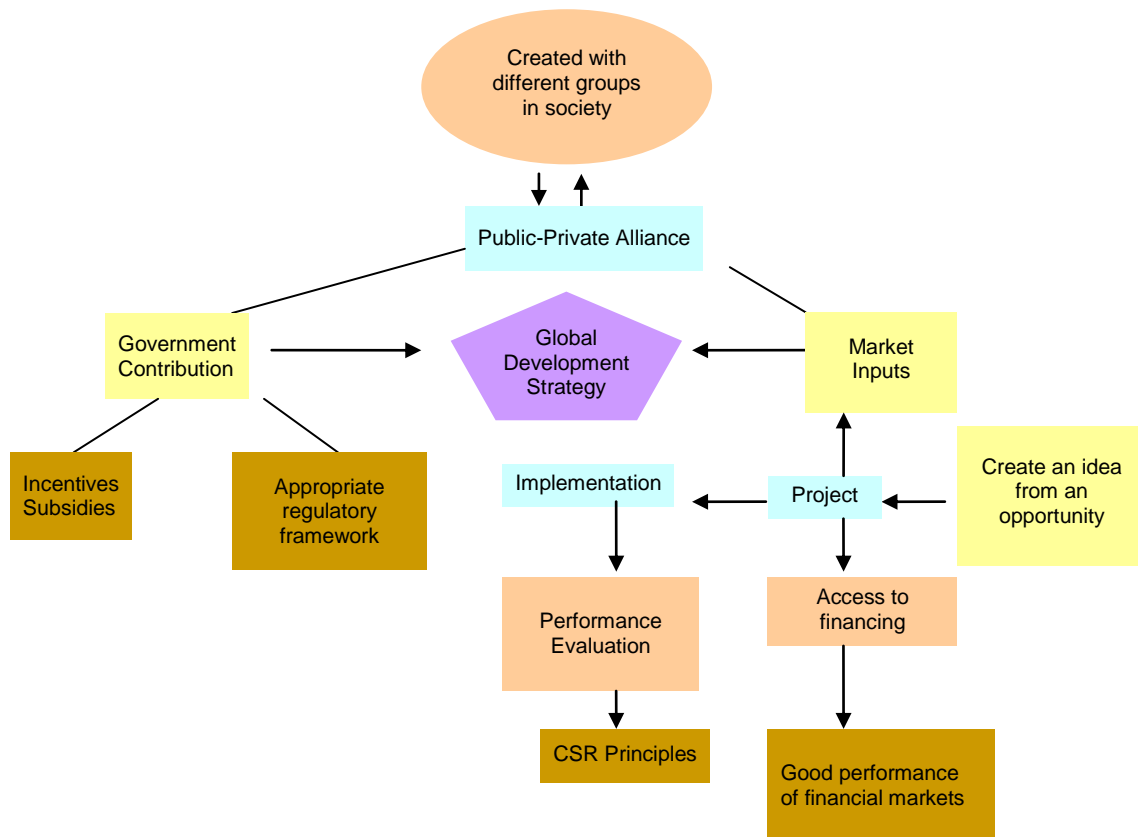 Created with
different groups
in society
Public-Private Alliance
Government
Contribution
Global
Development
Strategy
Market
Inputs
Incentives
Subsidies
Appropriate
regulatory
framework
Implementation
Project
Create an idea
from an
opportunity
Performance
Evaluation
Access to
financing
CSR Principles
Good performance
of financial markets